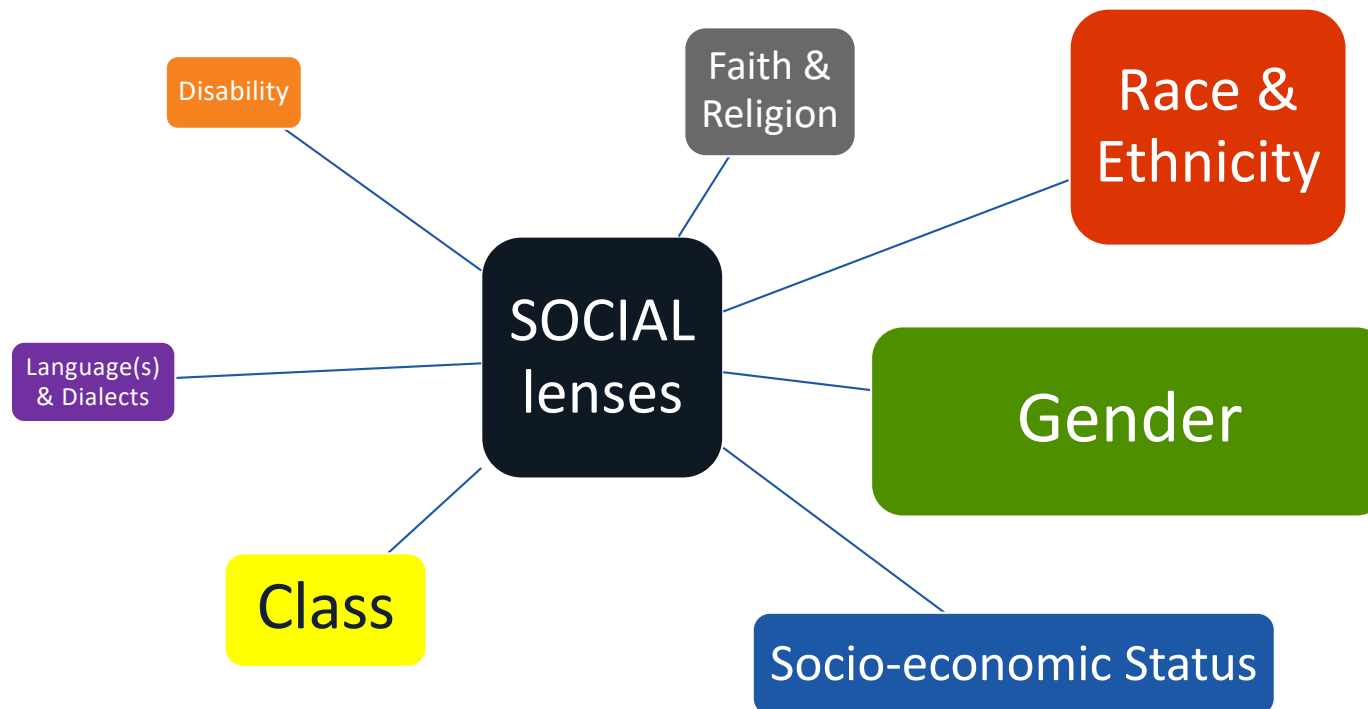 Disability
Faith &
Religion
Race &
Ethnicity
SOCIAL
lenses
Language(s)
& Dialects
Gender
Class
Socio-economic Status